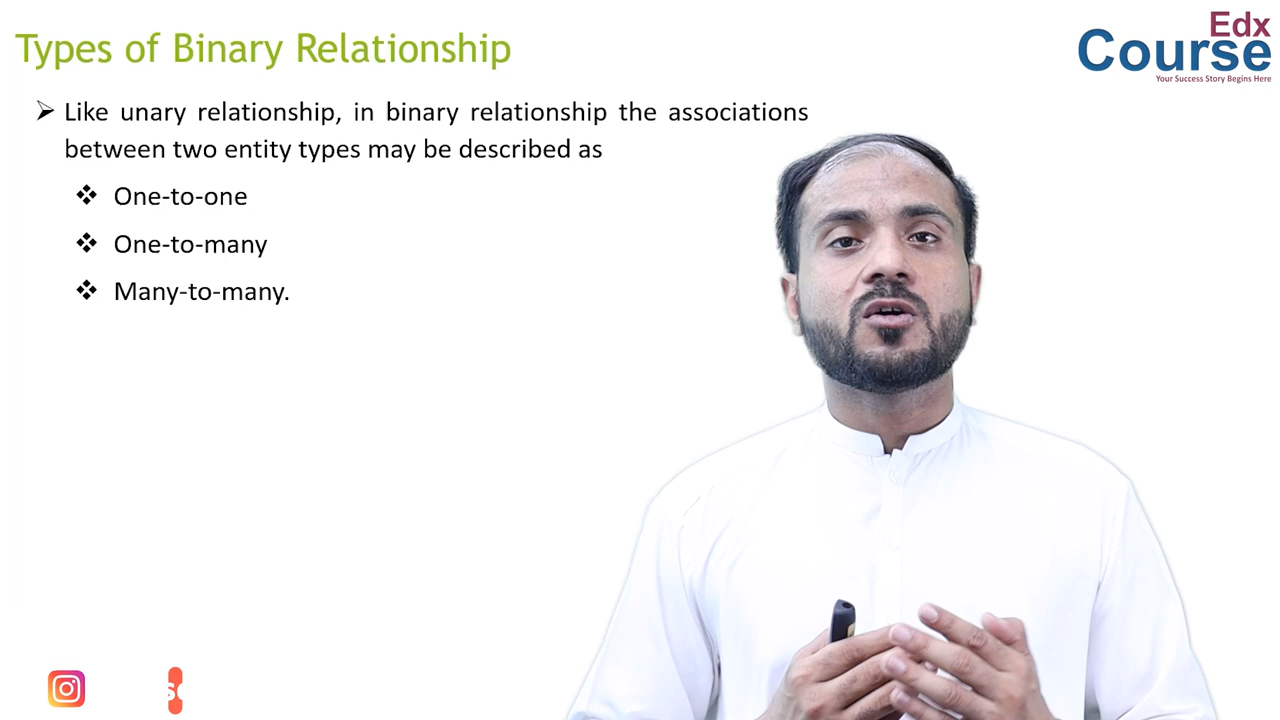 Types of Binary Relationship
Edx
Course
Your Success Story Begins Here
➢ Like unary relationship, in binary relationship the associations
between two entity types may be described as
❖ One-to-one
❖ One-to-many
❖ Many-to-many.